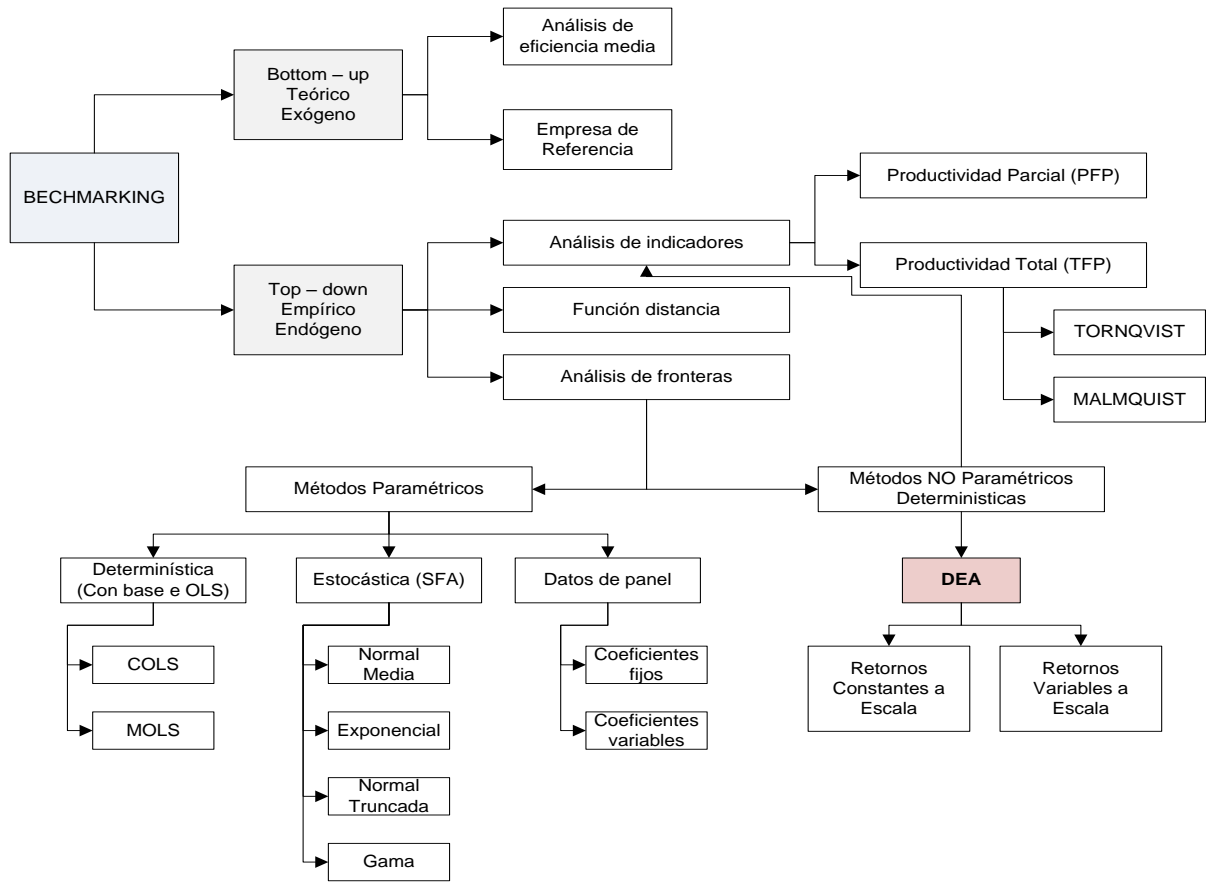 Análisis de
eficiencia media
Bottom – up
Teórico
Exógeno
Empresa de
Referencia
BECHMARKING
Productividad Parcial (PFP)
Análisis de indicadores
Productividad Total (TFP)
Top – down
Empírico
Endógeno
Función distancia
TORNQVIST
Análisis de fronteras
MALMQUIST
Métodos Paramétricos
Métodos NO Paramétricos
Deterministicas
Determinística
(Con base e OLS)
Estocástica (SFA)
Datos de panel
DEA
COLS
MOLS
Normal
Media
Exponencial
Normal
Truncada
Gama
Coeficientes
fijos
Coeficientes
variables
Retornos
Constantes a
Escala
Retornos
Variables a
Escala